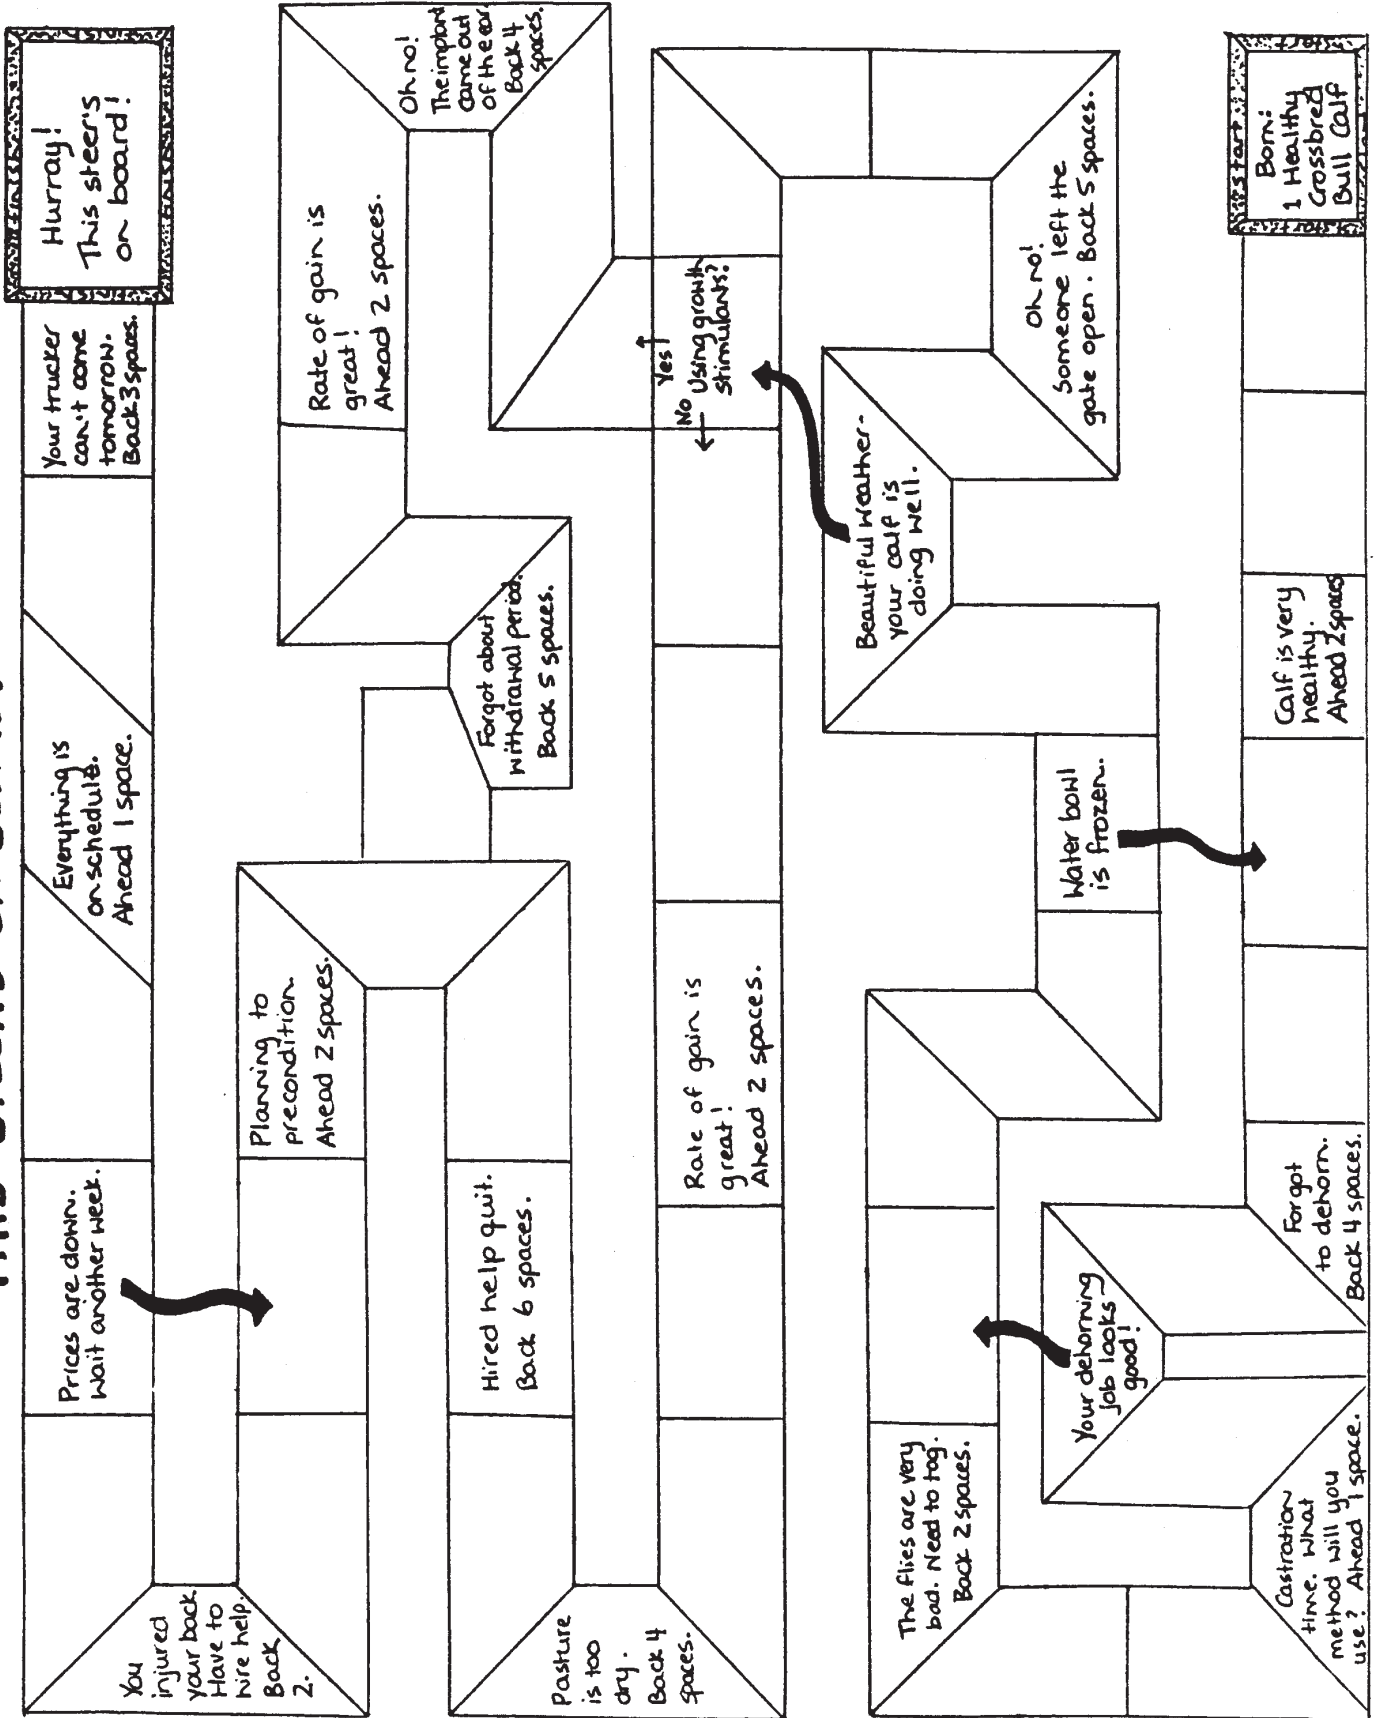 start
Born:
1 Healthy
Crossbred
Bull Calf
Calf is very
healthy.
Ahead 2 spaces
Forgot
to dehorn.
Back 4 spaces.
Your dehorning
job looks
good!
Castration
time. What
method will you
use? Ahead 1 space.
The flies are very
bad. Need to tag.
Back 2 spaces.
Water bowl
is frozen.
Beautiful weather-
your calf is
doing well.
Oh no!
Someone left the
gate open. Back 5 spaces.
Using growth
stimulants?
Yes!
No
Rate of gain is
great!
Ahead 2 spaces.
Pasture
is too
dry.
Back 4
spaces.
Hired help quit.
Back 6 spaces.
Oh no!
The implant
came out
of the ear.
Back 4
spaces.
Rate of gain is
great!
Ahead 2 spaces.
Forgot about
withdrawal period.
Back 5 spaces.
Planning to
precondition.
Ahead 2 spaces.
You
injured
your back.
Have to
hire help.
Back
2.
Prices are down.
Wait another week.
Everything is
on schedule.
Ahead 1 space.
Your trucker
can't come
tomorrow.
Back 3 spaces.
finish
Hurray!
This steer's
on board!